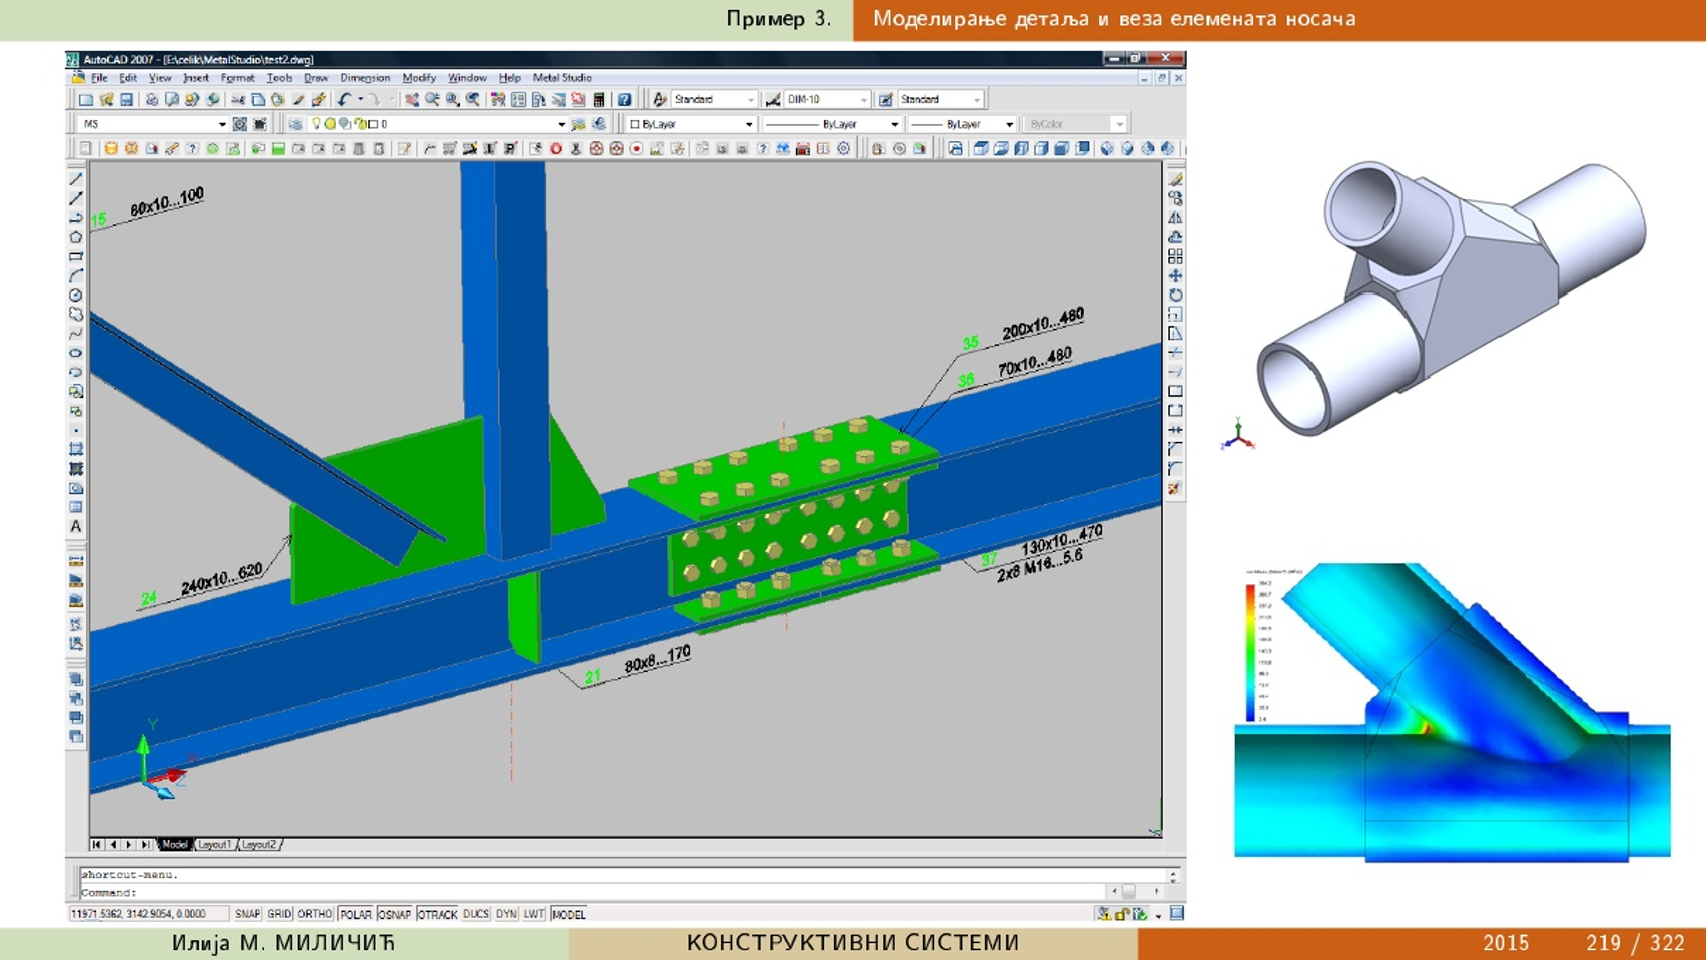 Пример 3.
Моделирање детаља и веза елемената носача
AutoCAD 2007 - [E:\celik\MetalStudio\test2.dwg]
File Edit View Insert Format Tools Draw Dimension Modify Window Help Metal Studio
Standard DIM-10 Standard
MS 0 ByLayer ByLayer ByLayer ByColor
15 80x10...100
35 200x10...480
36 70x10...480
37 130x10...470
2x8 M16...5.6
24 240x10...620
21 80x8...170
Y
Model Layout1 Layout2
shortcut-menu.
Command:
11971.5362, 3142.9054, 0.0000 SNAP GRID ORTHO POLAR OSNAP OTRACK DUCS DYN LWT MODEL
Илија М. МИЛИЧИЋ
КОНСТРУКТИВНИ СИСТЕМИ
2015 219 / 322